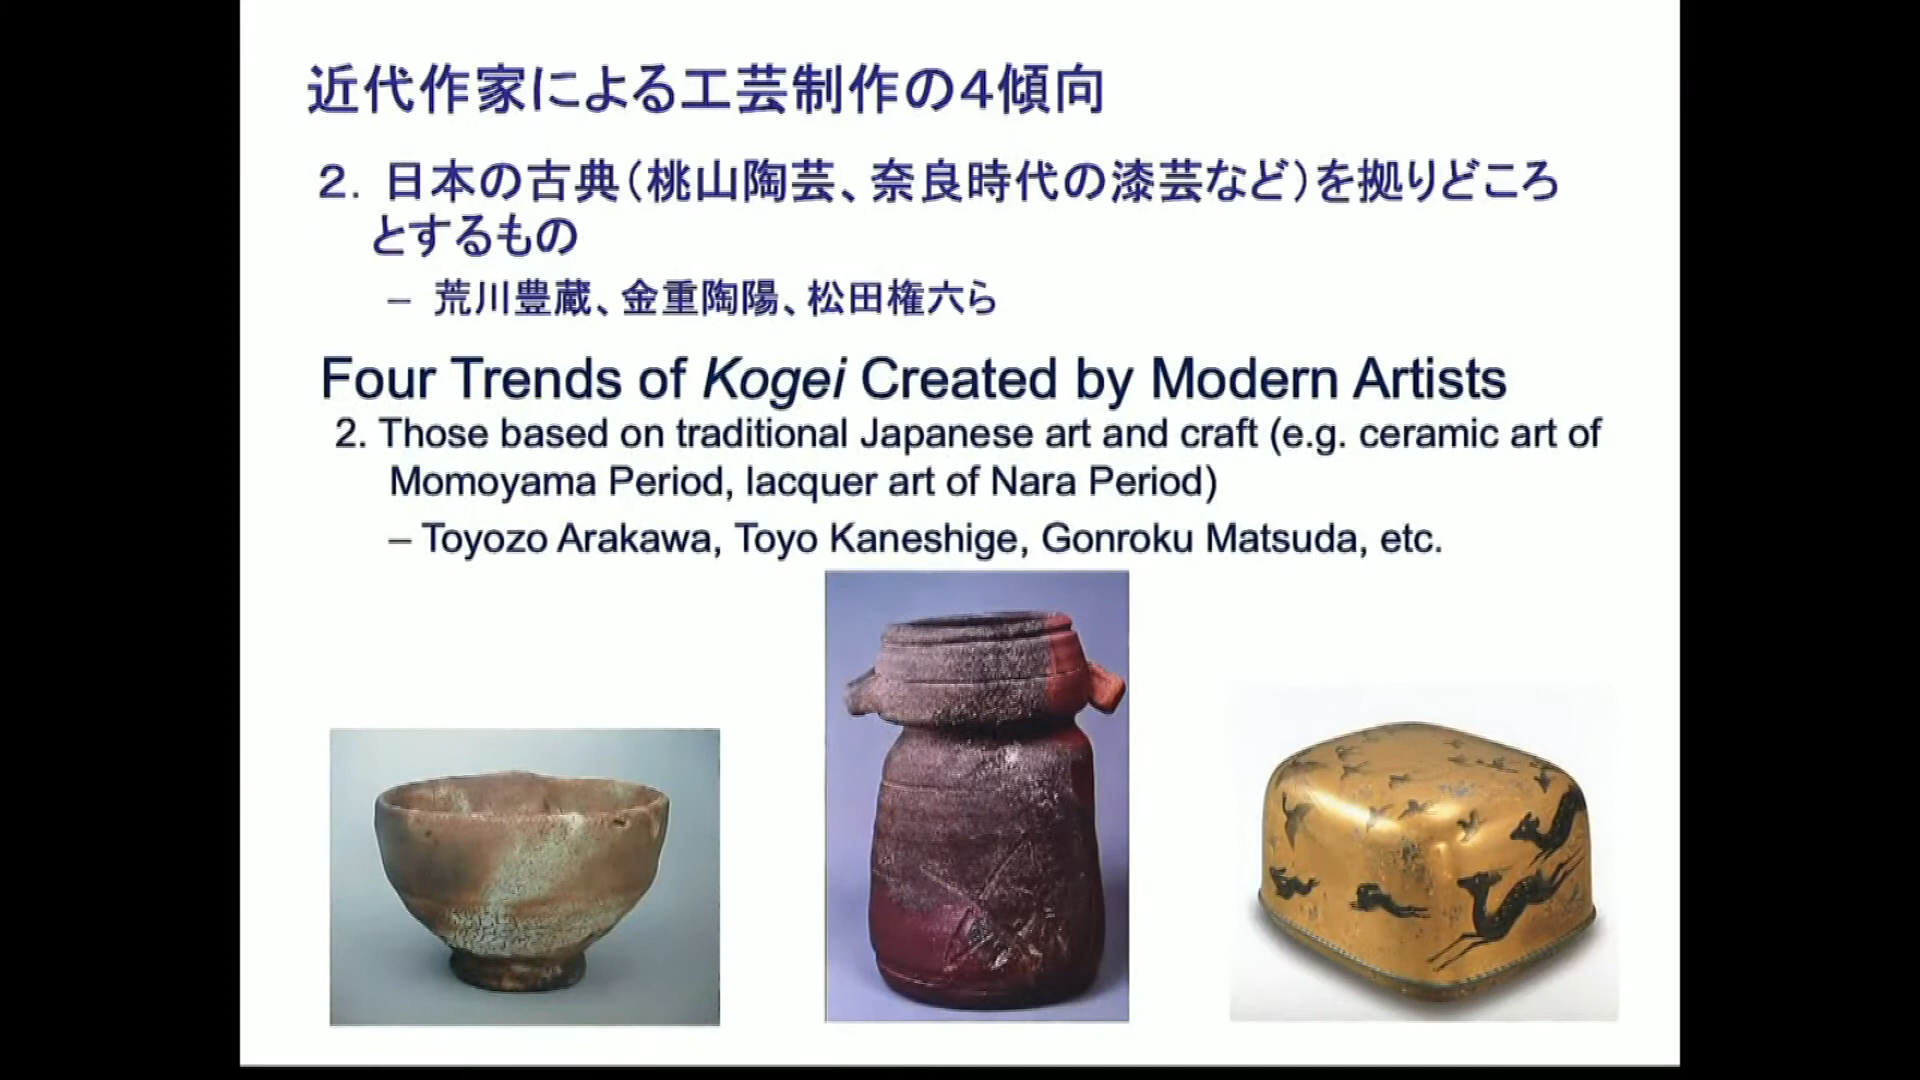 近代作家による工芸制作の4傾向
２．日本の古典（桃山陶芸、奈良時代の漆芸など）を拠りどころ
とするもの
– 荒川豊蔵、金重陶陽、松田権六ら
Four Trends of Kogei Created by Modern Artists
2. Those based on traditional Japanese art and craft (e.g. ceramic art of
Momoyama Period, lacquer art of Nara Period)
– Toyozo Arakawa, Toyo Kaneshige, Gonroku Matsuda, etc.